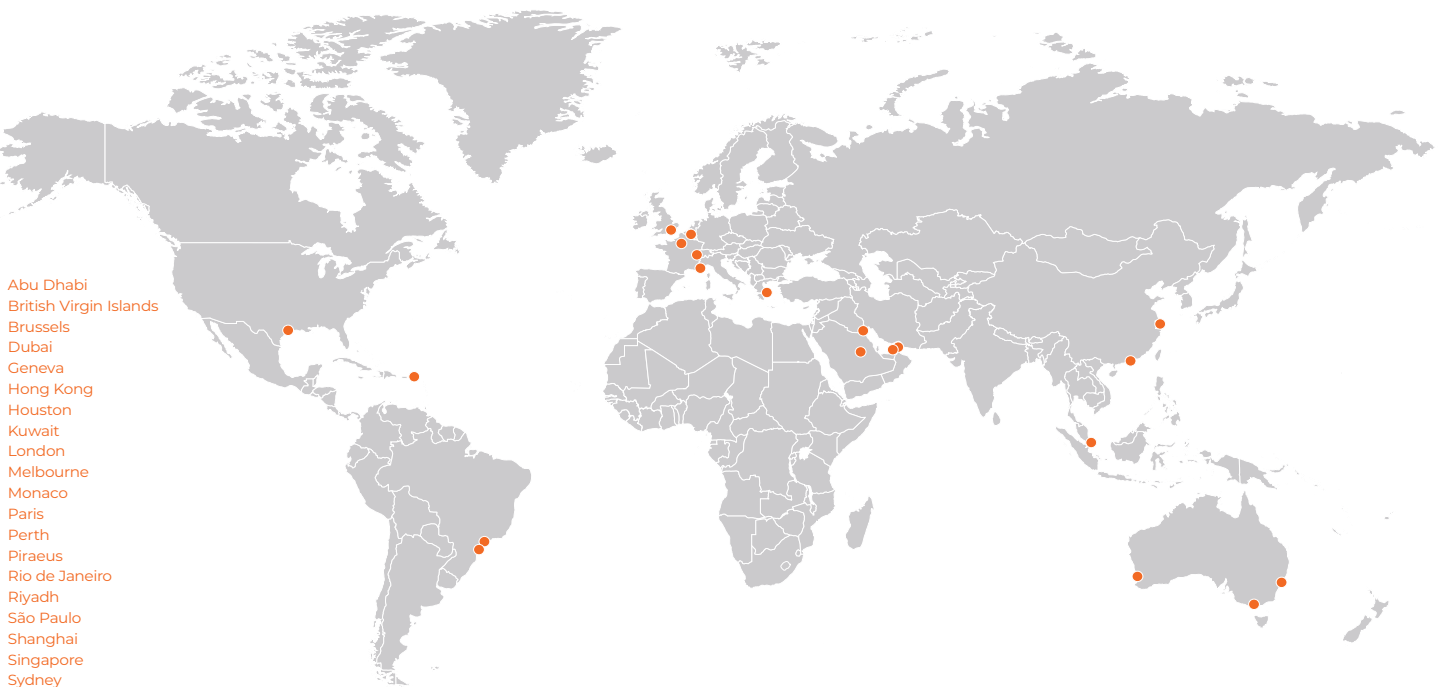 Abu Dhabi
British Virgin Islands
Brussels
Dubai
Geneva
Hong Kong
Houston
Kuwait
London
Melbourne
Monaco
Paris
Perth
Piraeus
Rio de Janeiro
Riyadh
São Paulo
Shanghai
Singapore
Sydney